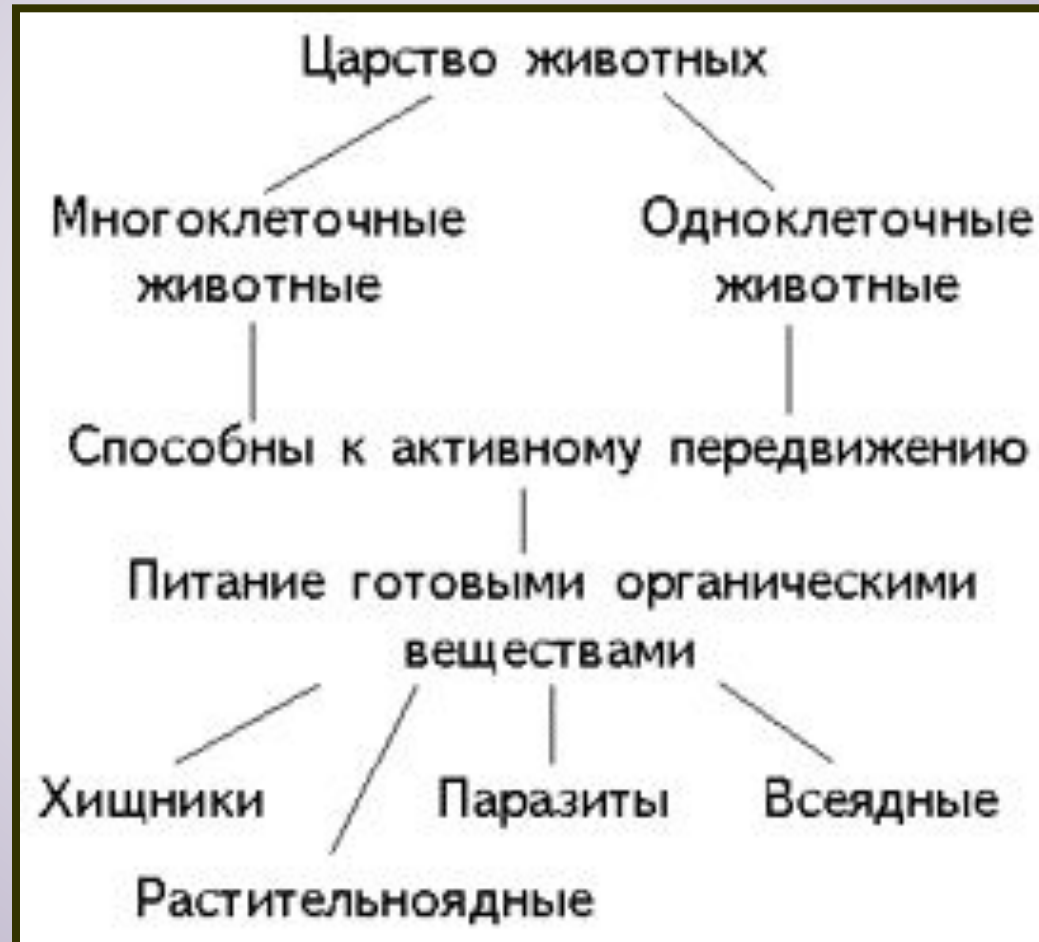 Царство животных
Многоклеточные животные
Одноклеточные животные
Способны к активному передвижению
Питание готовыми органическими
веществами
Хищники Паразиты Всеядные
Растительноядные